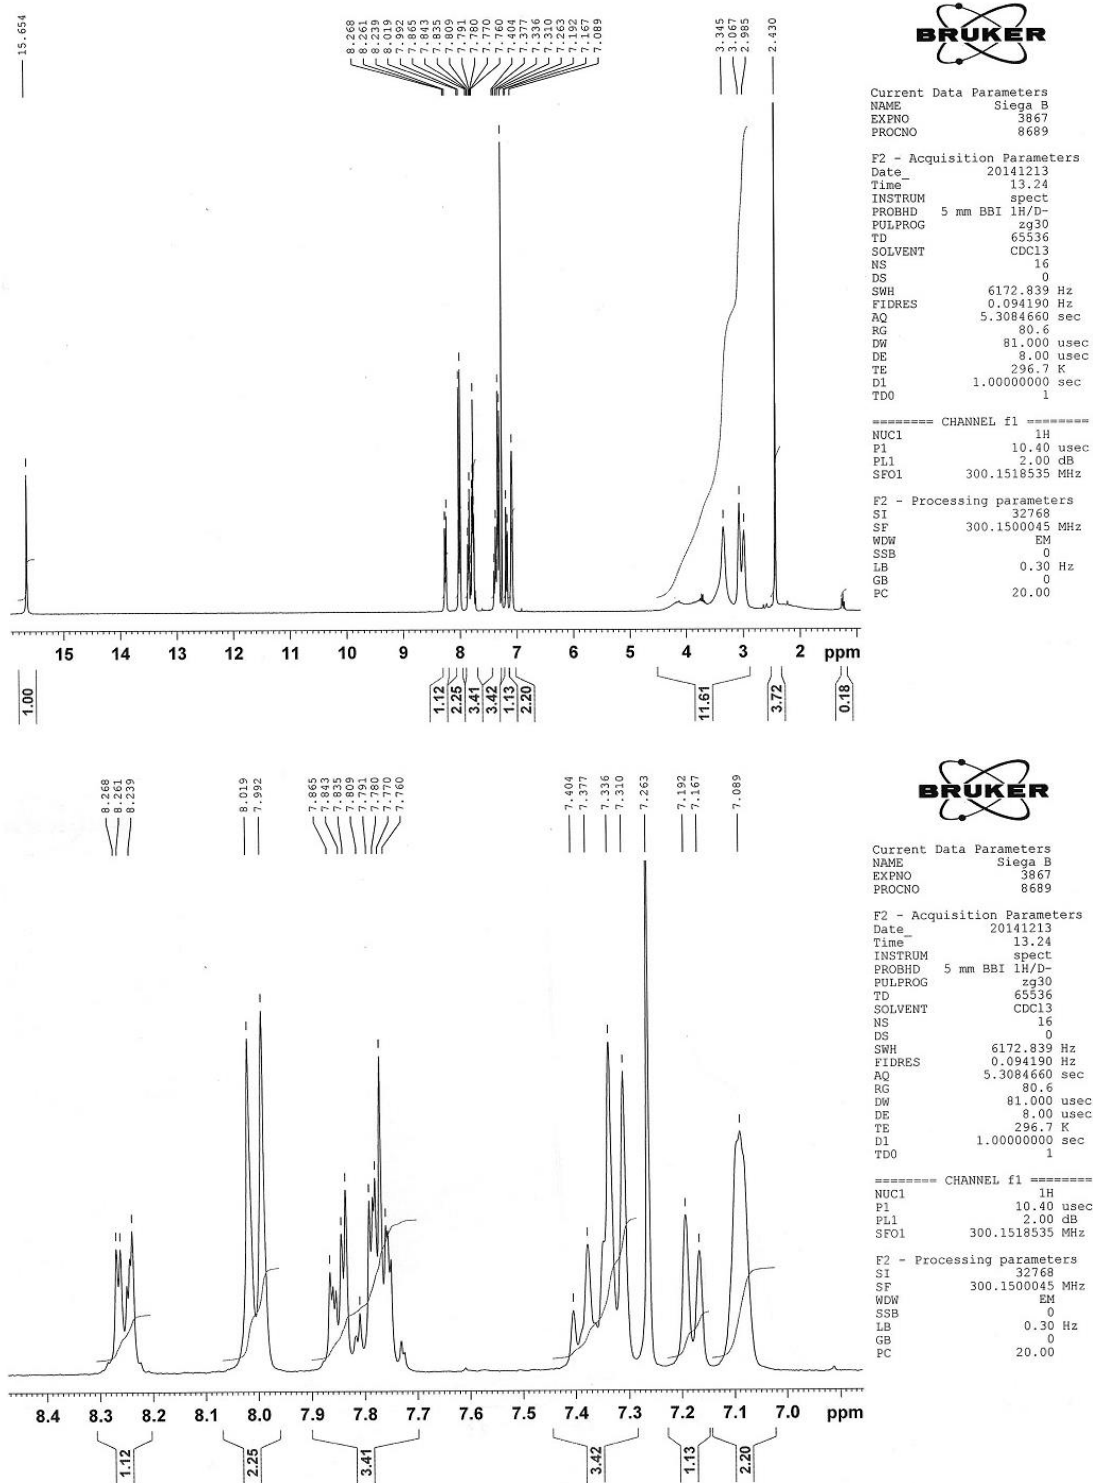 15.654
8.268
8.261
8.239
8.019
7.992
7.865
7.843
7.835
7.809
7.791
7.780
7.770
7.760
7.404
7.377
7.336
7.310
7.263
7.192
7.167
7.089
3.345
3.067
2.985
2.430
BRUKER
Current Data Parameters
NAME Siega B
EXPNO 3867
PROCNO 8689
F2 - Acquisition Parameters
Date_ 20141213
Time 13.24
INSTRUM spect
PROBHD 5 mm BBI 1H/D-
PULPROG zg30
TD 65536
SOLVENT CDCl3
NS 16
DS 0
SWH 6172.839 Hz
FIDRES 0.094190 Hz
AQ 5.3084660 sec
RG 80.6
DW 81.000 usec
DE 8.00 usec
TE 296.7 K
D1 1.00000000 sec
TD0 1
======== CHANNEL f1 ========
NUC1 1H
P1 10.40 usec
PL1 2.00 dB
SFO1 300.1518535 MHz
F2 - Processing parameters
SI 32768
SF 300.1500045 MHz
WDW EM
SSB 0
LB 0.30 Hz
GB 0
PC 20.00
15 14 13 12 11 10 9 8 7 6 5 4 3 2 ppm
1.00 1.12 2.25 3.41 3.42 1.13 2.20 11.61 3.72 0.18
8.268
8.261
8.239
8.019
7.992
7.865
7.843
7.835
7.809
7.791
7.780
7.770
7.760
7.404
7.377
7.336
7.310
7.263
7.192
7.167
7.089
BRUKER
Current Data Parameters
NAME Siega B
EXPNO 3867
PROCNO 8689
F2 - Acquisition Parameters
Date_ 20141213
Time 13.24
INSTRUM spect
PROBHD 5 mm BBI 1H/D-
PULPROG zg30
TD 65536
SOLVENT CDCl3
NS 16
DS 0
SWH 6172.839 Hz
FIDRES 0.094190 Hz
AQ 5.3084660 sec
RG 80.6
DW 81.000 usec
DE 8.00 usec
TE 296.7 K
D1 1.00000000 sec
TD0 1
======== CHANNEL f1 ========
NUC1 1H
P1 10.40 usec
PL1 2.00 dB
SFO1 300.1518535 MHz
F2 - Processing parameters
SI 32768
SF 300.1500045 MHz
WDW EM
SSB 0
LB 0.30 Hz
GB 0
PC 20.00
8.4 8.3 8.2 8.1 8.0 7.9 7.8 7.7 7.6 7.5 7.4 7.3 7.2 7.1 7.0 ppm
1.12 2.25 3.41 3.42 1.13 2.20